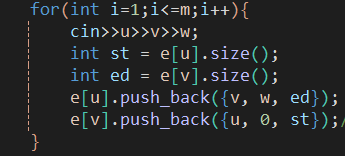 for(int i=1;i<=m;i++){
cin>>u>>v>>w;
int st = e[u].size();
int ed = e[v].size();
e[u].push_back({v, w, ed});
e[v].push_back({u, 0, st});/
}